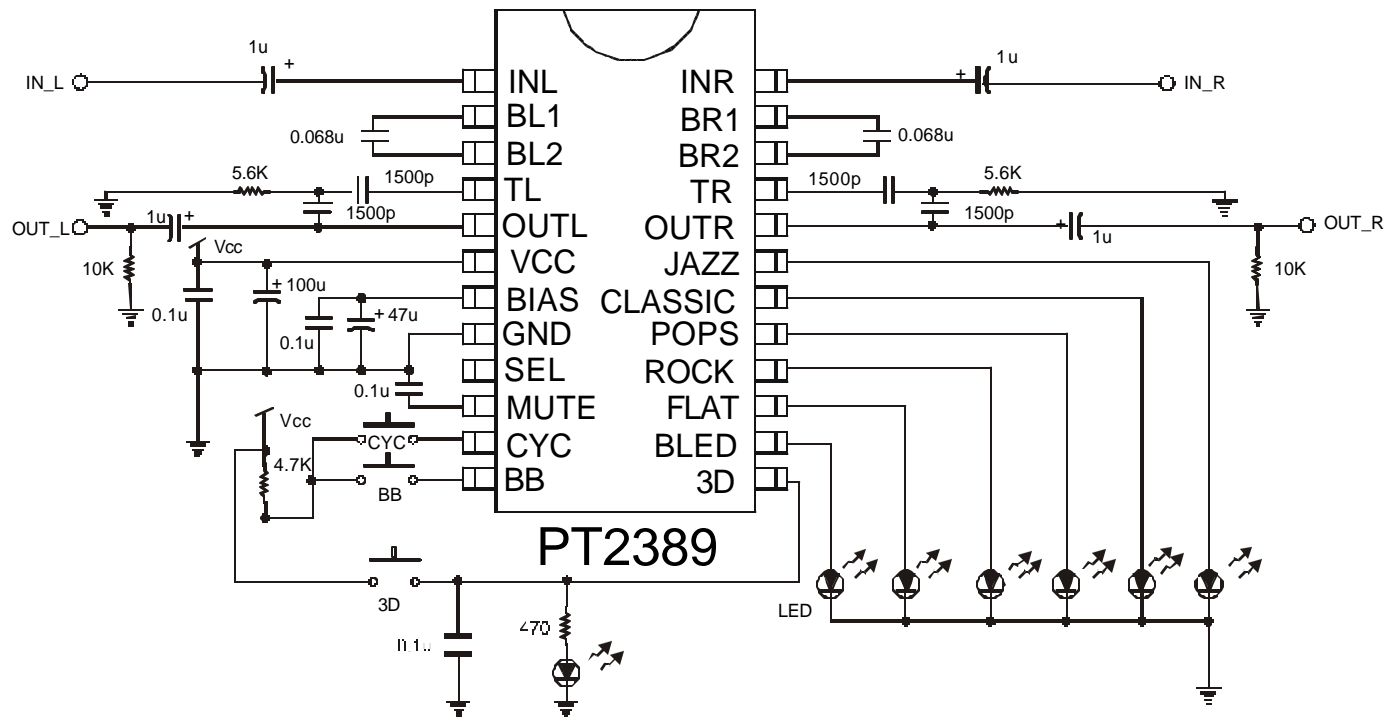 1u
+
IN_L
INL
INR
+
1u
IN_R
BL1
BR1
0.068u
0.068u
BL2
BR2
5.6K
1500p
TL
TR
1500p
5.6K
1500p
1500p
OUT_L
1u
+
OUTL
OUTR
+
1u
OUT_R
Vcc
VCC
JAZZ
10K
10K
+ 100u
BIAS
CLASSIC
0.1u
+ 47u
0.1u
GND
POPS
SEL
ROCK
0.1u
MUTE
FLAT
Vcc
CYC
CYC
BLED
4.7K
BB
BB
3D
PT2389
3D
LED
470